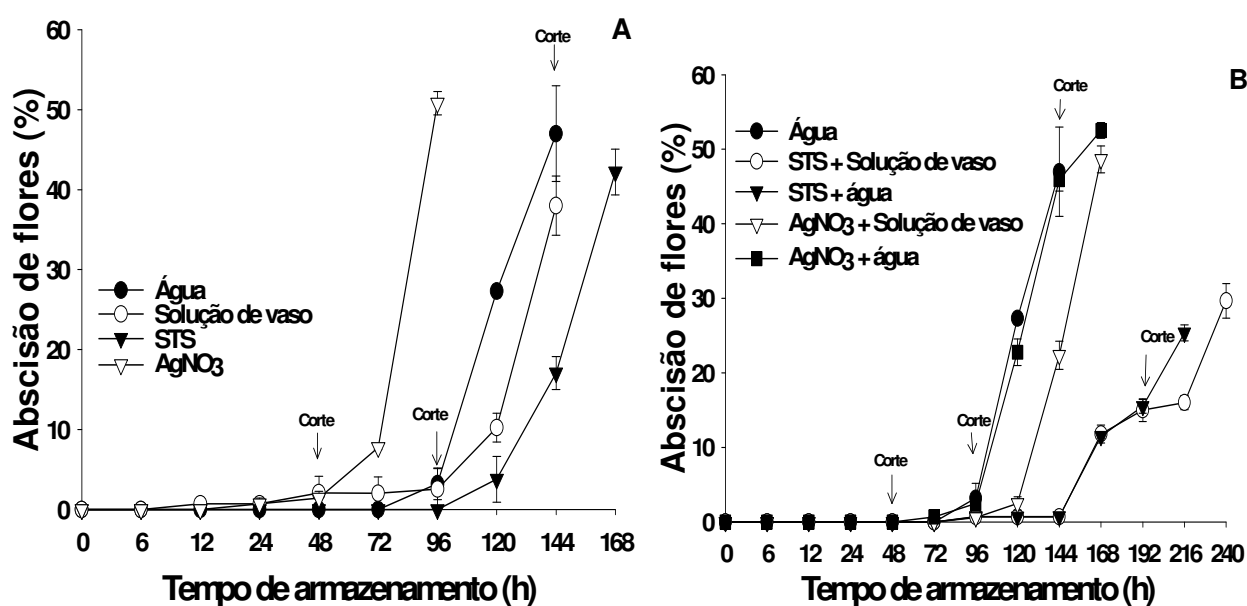 A
Abscisão de flores (%)
60
50
40
30
20
10
0
Corte
Corte
Corte
Água
Solução de vaso
STS
AgNO3
0 6 12 24 48 72 96 120 144 168
Tempo de armazenamento (h)
B
Abscisão de flores (%)
60
50
40
30
20
10
0
Corte
Corte
Corte
Corte
Água
STS + Solução de vaso
STS + água
AgNO3 + Solução de vaso
AgNO3 + água
0 6 12 24 48 72 96 120 144 168 192 216 240
Tempo de armazenamento (h)